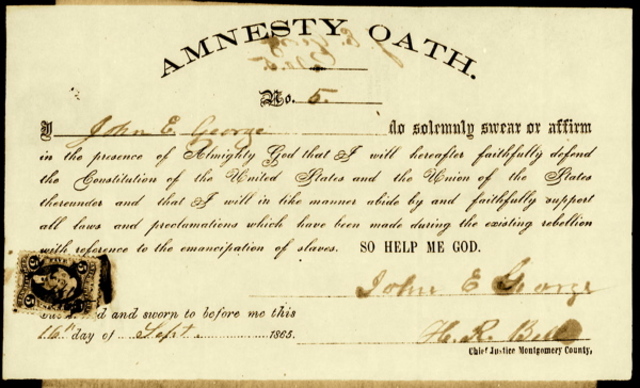 AMNESTY OATH.
No. 5.
I John E. George do solemnly swear or affirm
in the presence of Almighty God that I will hereafter faithfully defend
the Constitution of the United States and the Union of the States
thereunder and that I will in like manner abide by and faithfully support
all laws and proclamations which have been made during the existing rebellion
with reference to the emancipation of slaves. SO HELP ME GOD.
John E George
and sworn to before me this
16th day of Sept 1865.
H. R.
Chief Justice Montgomery County,
5 5